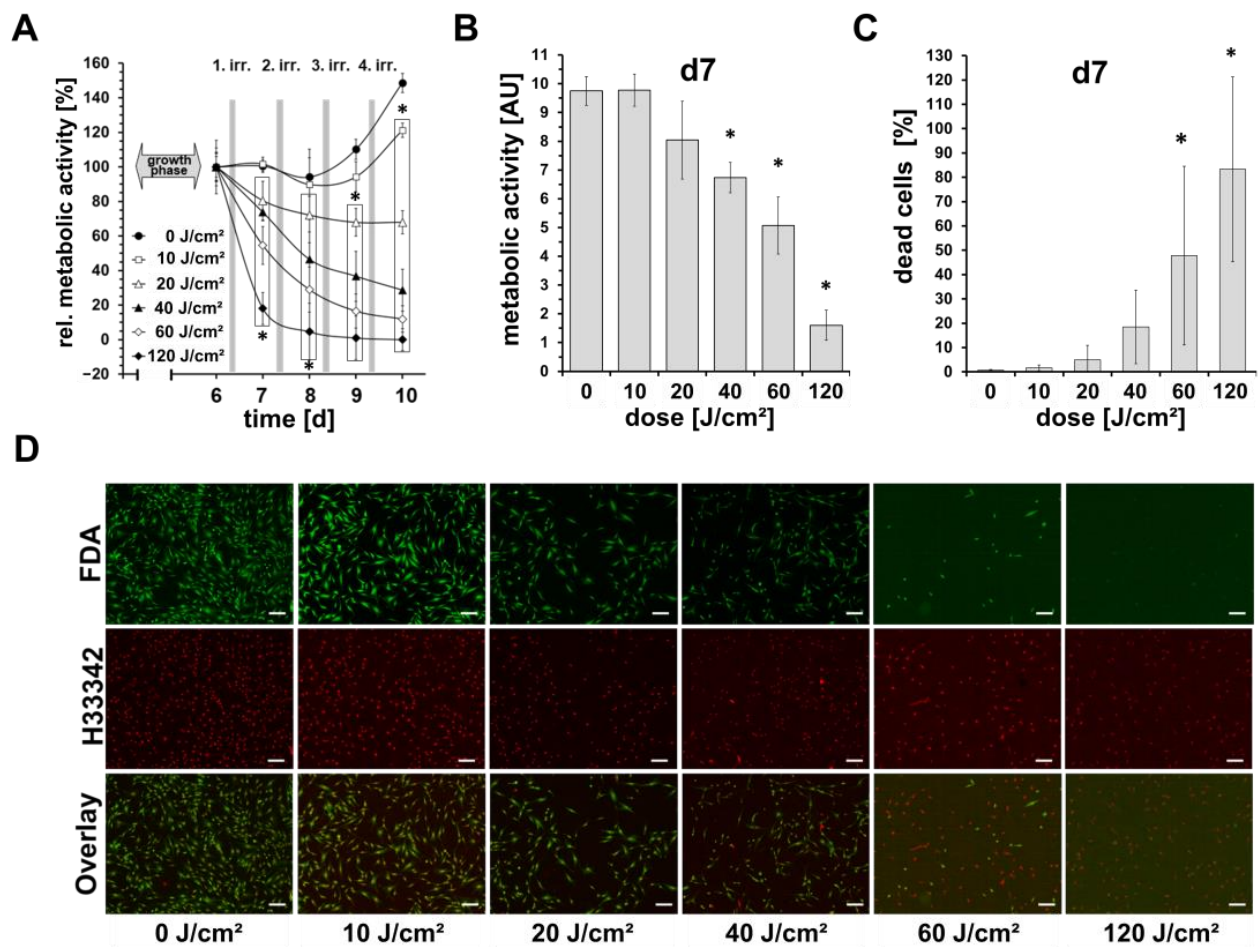 A
160
140
120
100
80
60
40
20
0
−20
rel. metabolic activity [%]
1. irr. 2. irr. 3. irr. 4. irr.
growth
phase
0 J/cm²
10 J/cm²
20 J/cm²
40 J/cm²
60 J/cm²
120 J/cm²
*
*
*
*
6 7 8 9 10
time [d]
B
d7
11
10
9
8
7
6
5
4
3
2
1
0
metabolic activity [AU]
*
*
*
0 10 20 40 60 120
dose [J/cm²]
C
d7
130
120
110
100
90
80
70
60
50
40
30
20
10
0
dead cells [%]
*
*
0 10 20 40 60 120
dose [J/cm²]
D
FDA
H33342
Overlay
0 J/cm² 10 J/cm² 20 J/cm² 40 J/cm² 60 J/cm² 120 J/cm²